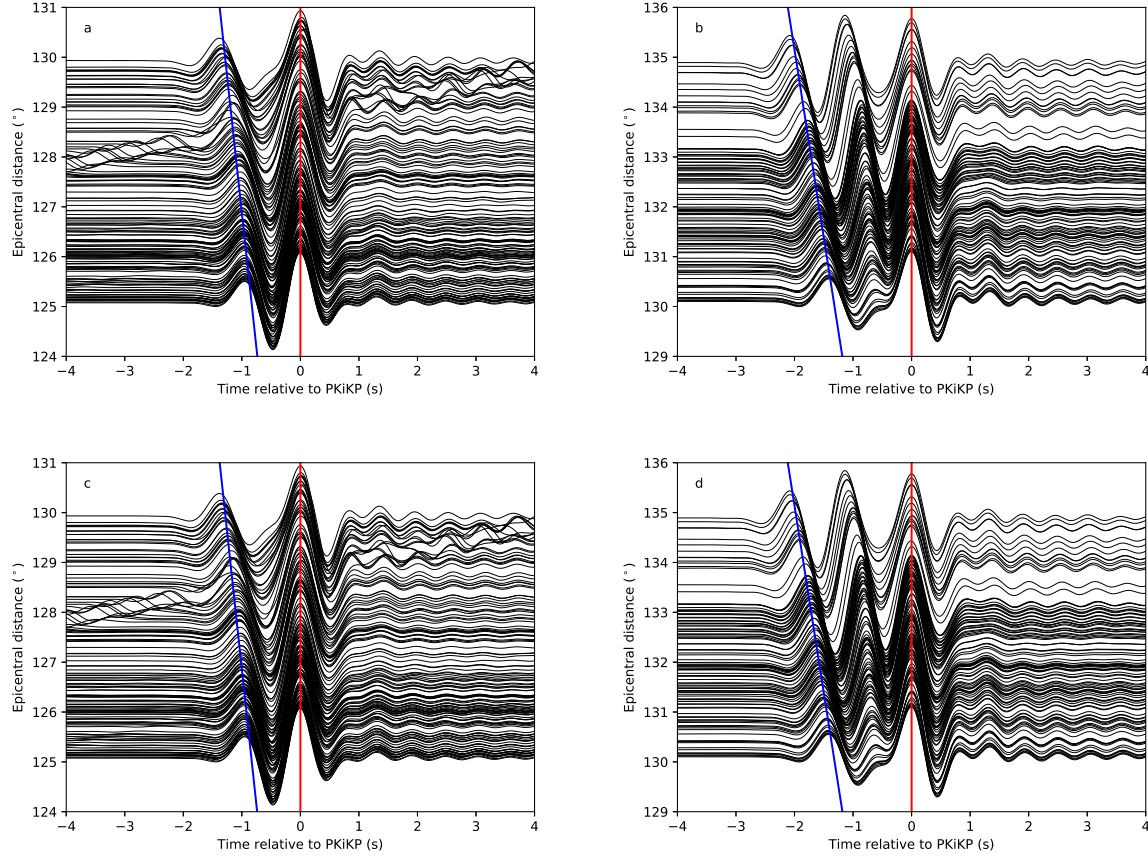 a
131
130
129
128
127
126
125
124
Epicentral distance (°)
−4 −3 −2 −1 0 1 2 3 4
Time relative to PKiKP (s)
b
136
135
134
133
132
131
130
129
Epicentral distance (°)
−4 −3 −2 −1 0 1 2 3 4
Time relative to PKiKP (s)
c
131
130
129
128
127
126
125
124
Epicentral distance (°)
−4 −3 −2 −1 0 1 2 3 4
Time relative to PKiKP (s)
d
136
135
134
133
132
131
130
129
Epicentral distance (°)
−4 −3 −2 −1 0 1 2 3 4
Time relative to PKiKP (s)